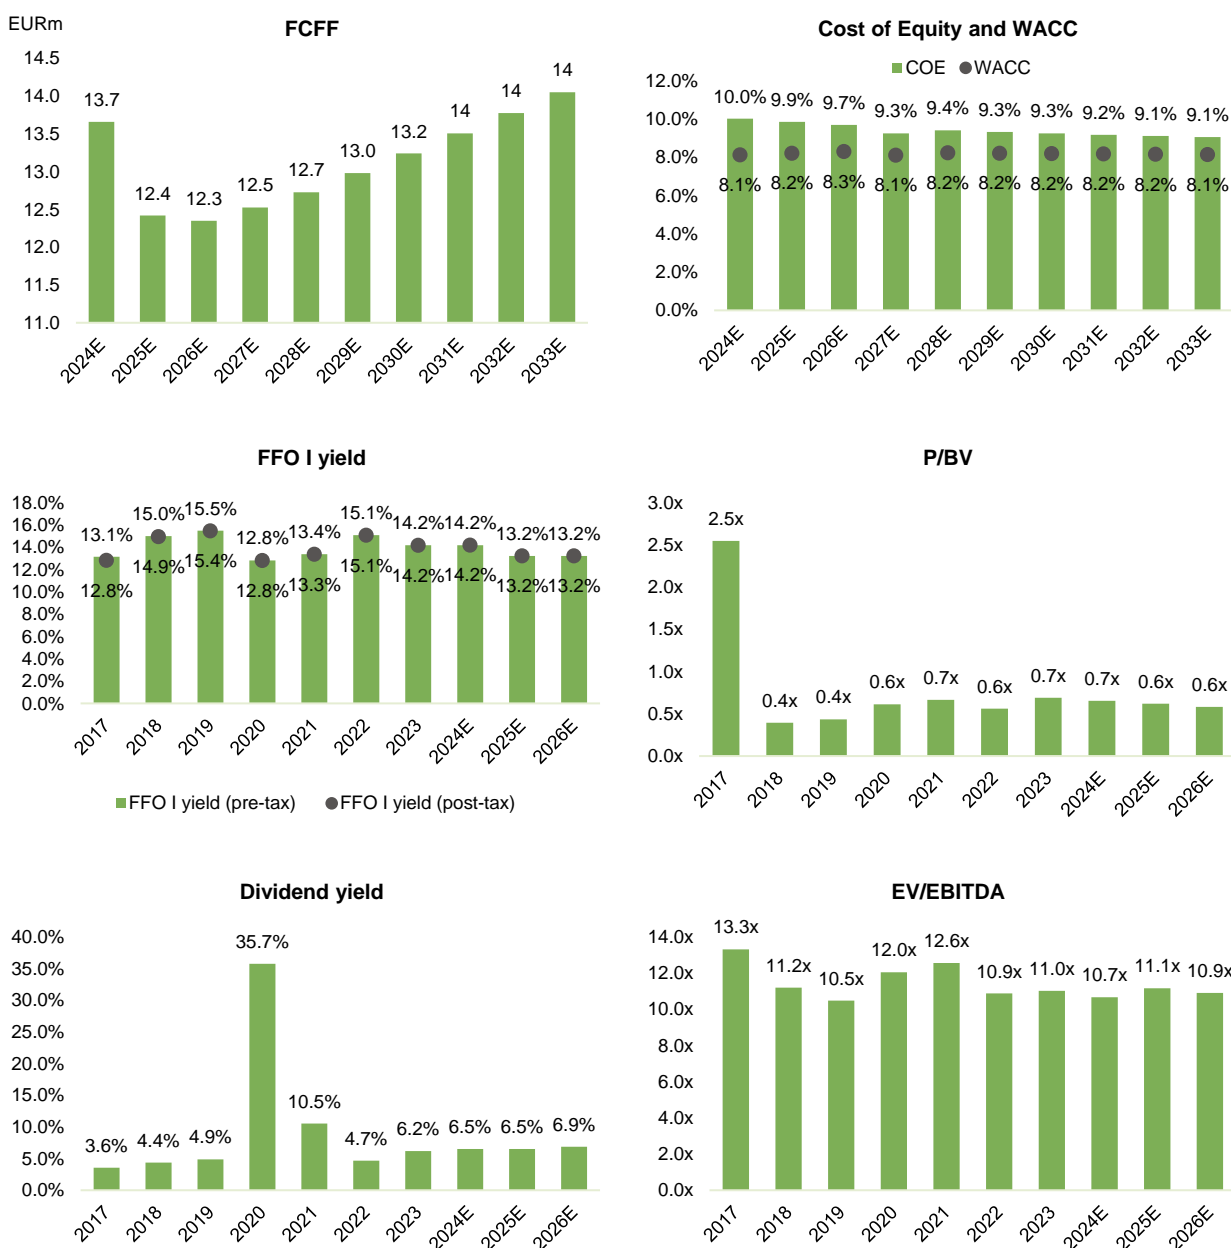 EURm
FCFF
14.5
14.0
13.5
13.0
12.5
12.0
11.5
11.0
13.7
12.4
12.3
12.5
12.7
13.0
13.2
14
14
14
2024E
2025E
2026E
2027E
2028E
2029E
2030E
2031E
2032E
2033E
Cost of Equity and WACC
COE
WACC
12.0%
10.0%
8.0%
6.0%
4.0%
2.0%
0.0%
10.0%
9.9%
9.7%
9.3%
9.4%
9.3%
9.3%
9.2%
9.1%
9.1%
8.1%
8.2%
8.3%
8.1%
8.2%
8.2%
8.2%
8.2%
8.2%
8.1%
2024E
2025E
2026E
2027E
2028E
2029E
2030E
2031E
2032E
2033E
FFO I yield
18.0%
16.0%
14.0%
12.0%
10.0%
8.0%
6.0%
4.0%
2.0%
0.0%
13.1%
15.0%
15.5%
12.8%
13.4%
15.1%
14.2%
14.2%
13.2%
13.2%
12.8%
14.9%
15.4%
12.8%
13.3%
15.1%
14.2%
14.2%
13.2%
13.2%
2017
2018
2019
2020
2021
2022
2023
2024E
2025E
2026E
FFO I yield (pre-tax)
FFO I yield (post-tax)
P/BV
3.0x
2.5x
2.0x
1.5x
1.0x
0.5x
0.0x
2.5x
0.4x
0.4x
0.6x
0.7x
0.6x
0.7x
0.7x
0.6x
0.6x
2017
2018
2019
2020
2021
2022
2023
2024E
2025E
2026E
Dividend yield
40.0%
35.0%
30.0%
25.0%
20.0%
15.0%
10.0%
5.0%
0.0%
3.6%
4.4%
4.9%
35.7%
10.5%
4.7%
6.2%
6.5%
6.5%
6.9%
2017
2018
2019
2020
2021
2022
2023
2024E
2025E
2026E
EV/EBITDA
14.0x
12.0x
10.0x
8.0x
6.0x
4.0x
2.0x
0.0x
13.3x
11.2x
10.5x
12.0x
12.6x
10.9x
11.0x
10.7x
11.1x
10.9x
2017
2018
2019
2020
2021
2022
2023
2024E
2025E
2026E